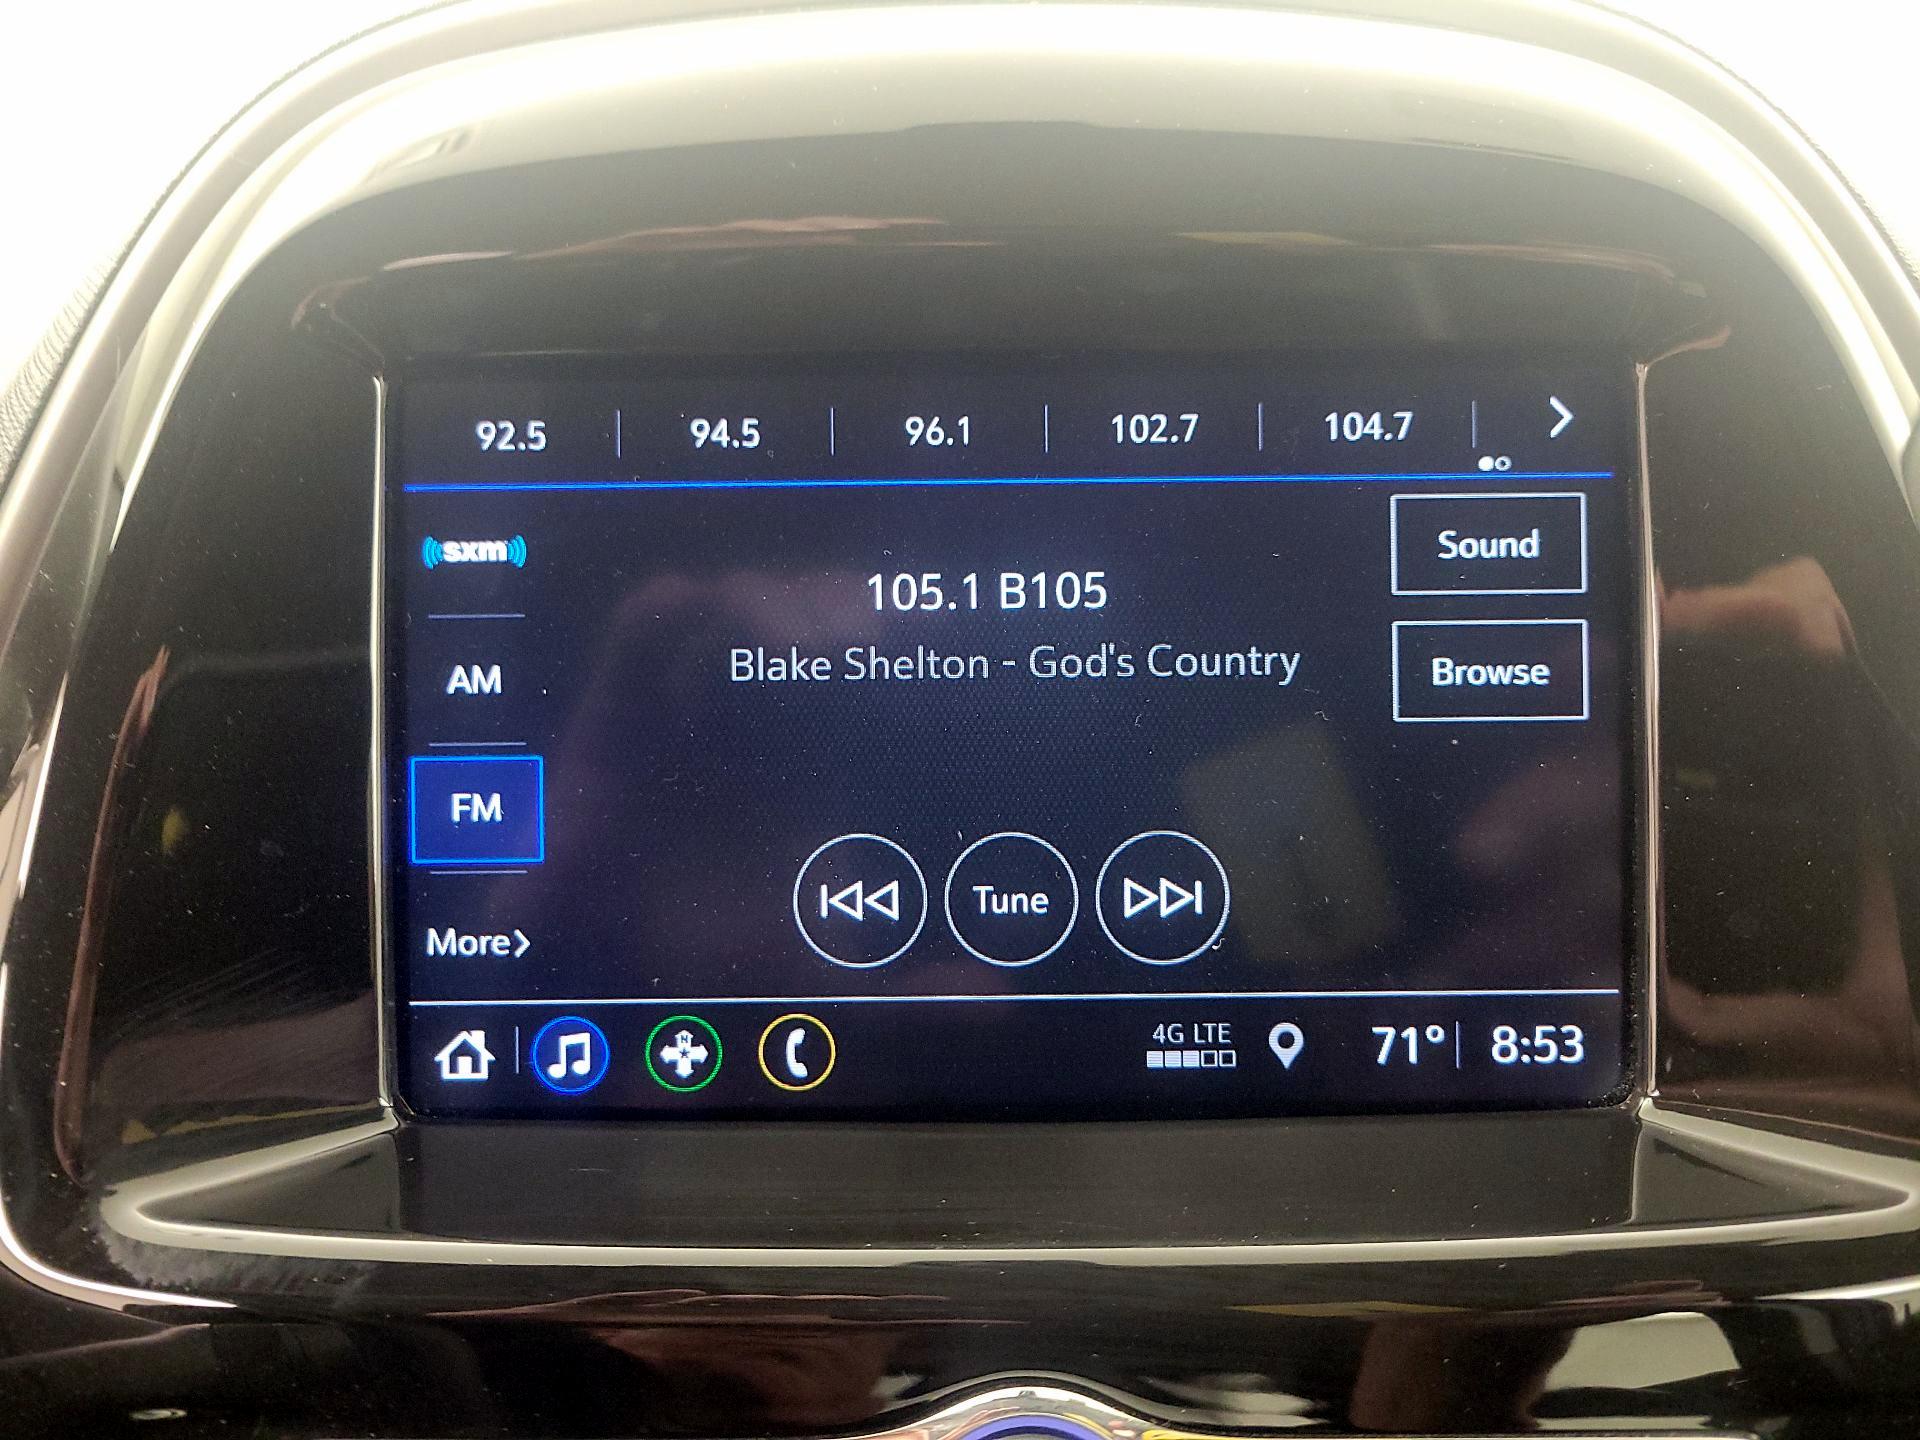 92.5 94.5 96.1 102.7 104.7
sxm
Sound
105.1 B105
Blake Shelton - God's Country
Browse
AM
FM
Tune
More
N
4G LTE
71° 8:53